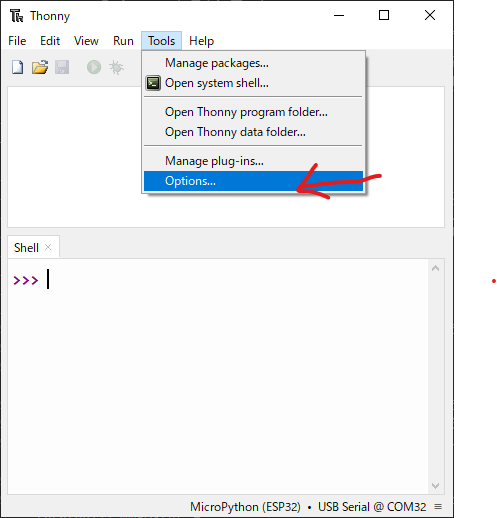 Thonny
File Edit View Run Tools Help
Manage packages...
Open system shell...
Open Thonny program folder...
Open Thonny data folder...
Manage plug-ins...
Options...
Shell ×
>>>
MicroPython (ESP32) • USB Serial @ COM32 ≡